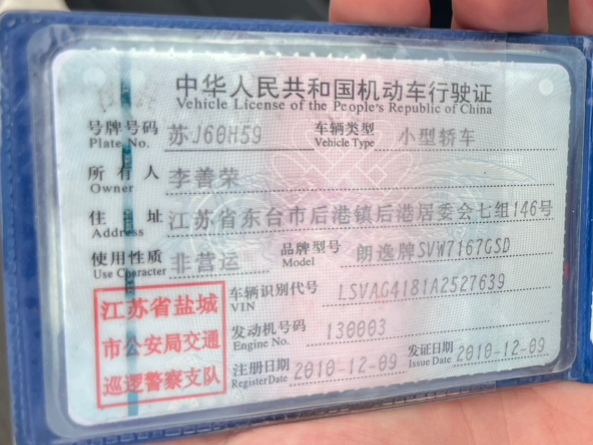 中华人民共和国机动车行驶证
Vehicle License of the People's Republic of China
号牌号码 苏J60H59 车辆类型 小型轿车
Plate No. Vehicle Type
所有人 李善荣
Owner
住址 江苏省东台市后港镇后港居委会七组146号
Address
使用性质 非营运 品牌型号 朗逸牌SVW7167GSD
Use Character Model
江苏省盐城
市公安局交通
巡逻警察支队
车辆识别代号 LSVAG4181A2527639
VIN
发动机号码 130003
Engine No.
注册日期 2010-12-09 发证日期 2010-12-09
Register Date Issue Date